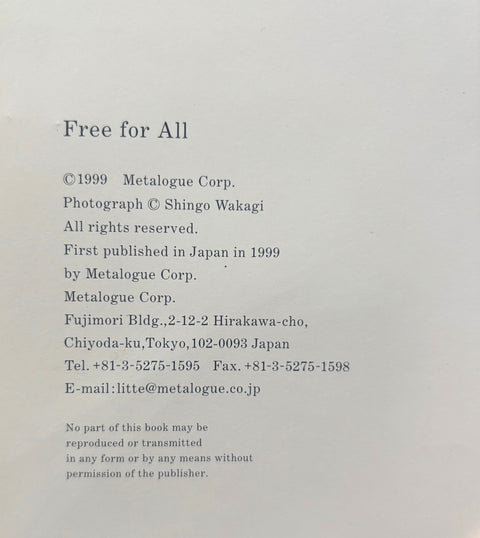 Free for All
©1999 Metalogue Corp.
Photograph © Shingo Wakagi
All rights reserved.
First published in Japan in 1999
by Metalogue Corp.
Metalogue Corp.
Fujimori Bldg.,2-12-2 Hirakawa-cho,
Chiyoda-ku,Tokyo,102-0093 Japan
Tel.+81-3-5275-1595 Fax.+81-3-5275-1598
E-mail:litte@metalogue.co.jp
No part of this book may be
reproduced or transmitted
in any form or by any means without
permission of the publisher.